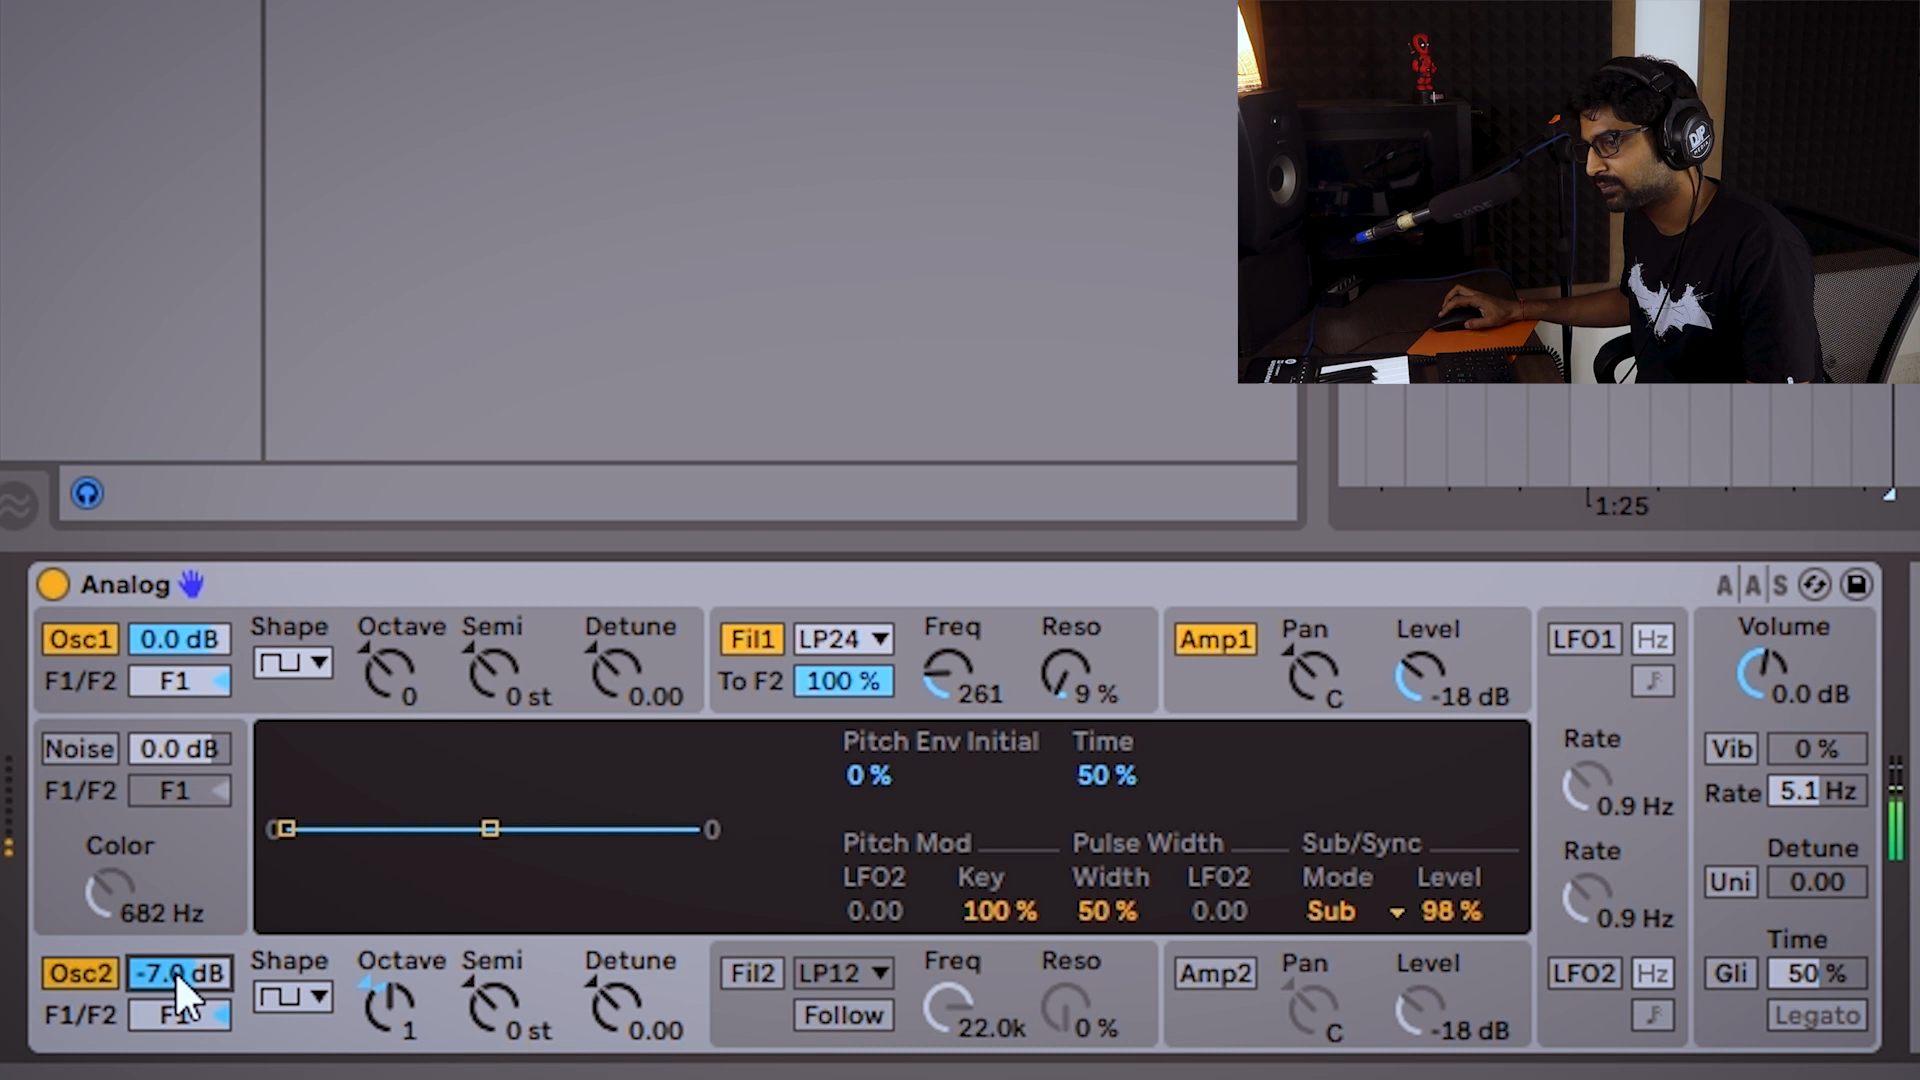 DJP
RODE
1:25
Analog
A|A|S
Osc1 0.0 dB Shape Octave Semi Detune
F1/F2 F1 0 0 st 0.00
Fil1 LP24 Freq Reso
To F2 100 % 261 9 %
Amp1 Pan Level
C -18 dB
LFO1 Hz
Volume
0.0 dB
Noise 0.0 dB
F1/F2 F1
Color
682 Hz
0 0
Pitch Env Initial Time
0 % 50 %
Pitch Mod Pulse Width Sub/Sync
LFO2 Key Width LFO2 Mode Level
0.00 100 % 50 % 0.00 Sub 98 %
Rate
0.9 Hz
Rate
0.9 Hz
Vib 0 %
Rate 5.1 Hz
Detune
Uni 0.00
Osc2 -7.0 dB Shape Octave Semi Detune
F1/F2 F1 1 0 st 0.00
Fil2 LP12 Freq Reso
Follow 22.0k 0 %
Amp2 Pan Level
C -18 dB
LFO2 Hz
Time
Gli 50 %
Legato